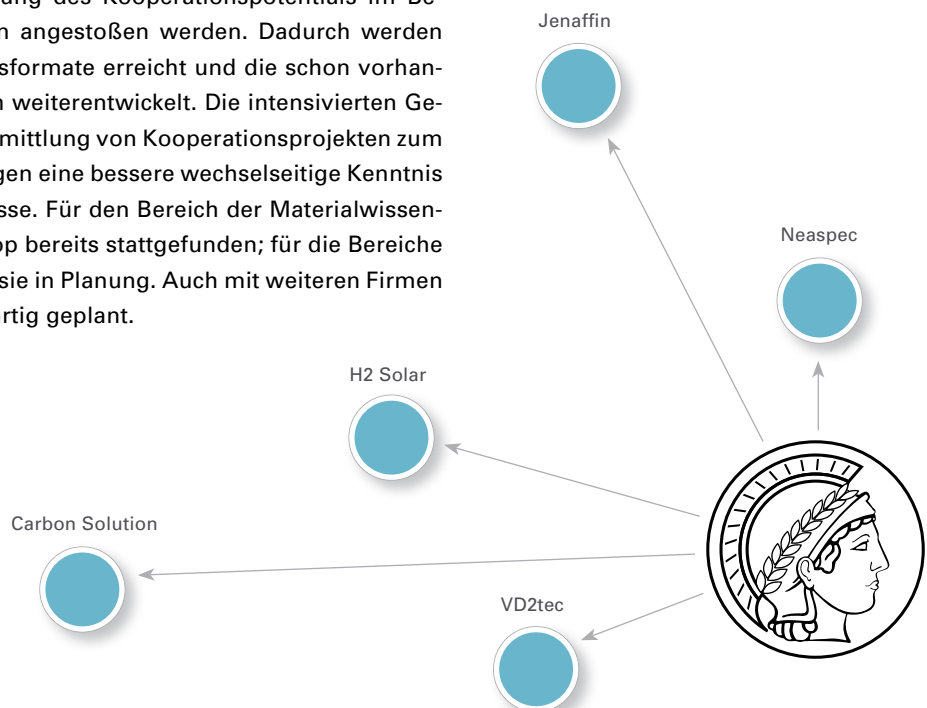 ung des Kooperationspotentials im Be-
n angestoßen werden. Dadurch werden
sformate erreicht und die schon vorhan-
n weiterentwickelt. Die intensivierten Ge-
mittlung von Kooperationsprojekten zum
gen eine bessere wechselseitige Kenntnis
sse. Für den Bereich der Materialwissen-
op bereits stattgefunden; für die Bereiche
sie in Planung. Auch mit weiteren Firmen
rtig geplant.
Jenaffin
Neaspec
H2 Solar
Carbon Solution
VD2tec